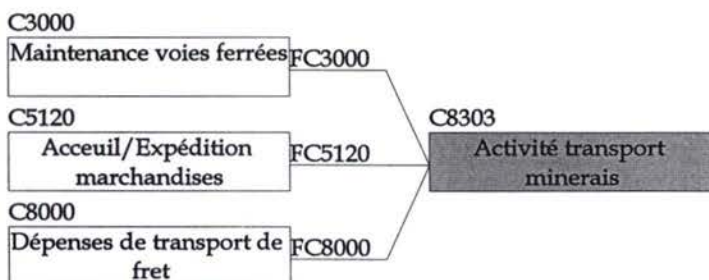 C3000
Maintenance voies ferrées
FC3000
C5120
Acceuil/Expédition
marchandises
FC5120
C8303
Activité transport
minerais
C8000
Dépenses de transport de
fret
FC8000